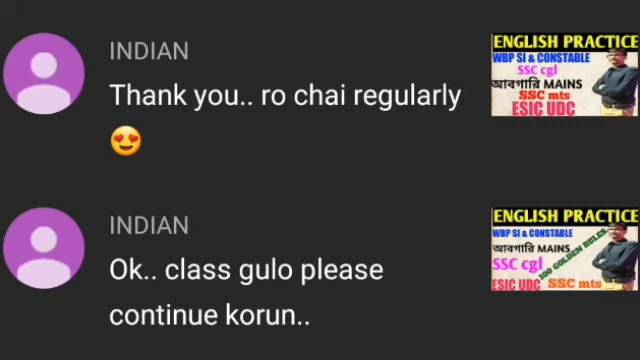 INDIAN
Thank you.. ro chai regularly
😍
ENGLISH PRACTICE
WBP SI & CONSTABLE
SSC cgl
আবগারি MAINS
SSC mts
ESIC UDC
INDIAN
Ok.. class gulo please
continue korun..
ENGLISH PRACTICE
WBP SI & CONSTABLE
আবগারি MAINS
SSC cgl
100 GOLDEN RULES
ESIC UDC
SSC mts